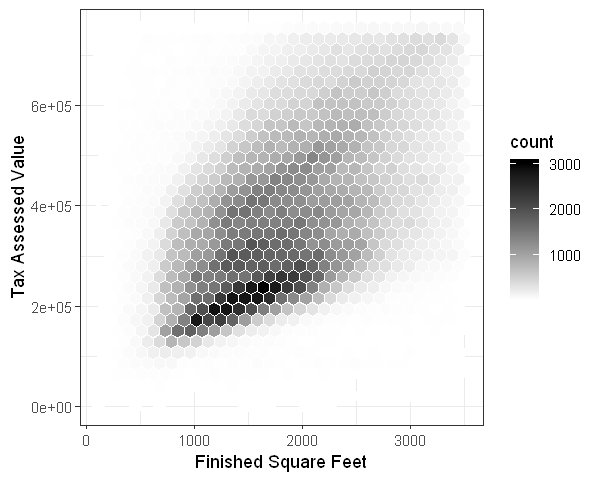 count
3000
2000
1000
6e+05
4e+05
2e+05
0e+00
Tax Assessed Value
0
1000
2000
3000
Finished Square Feet